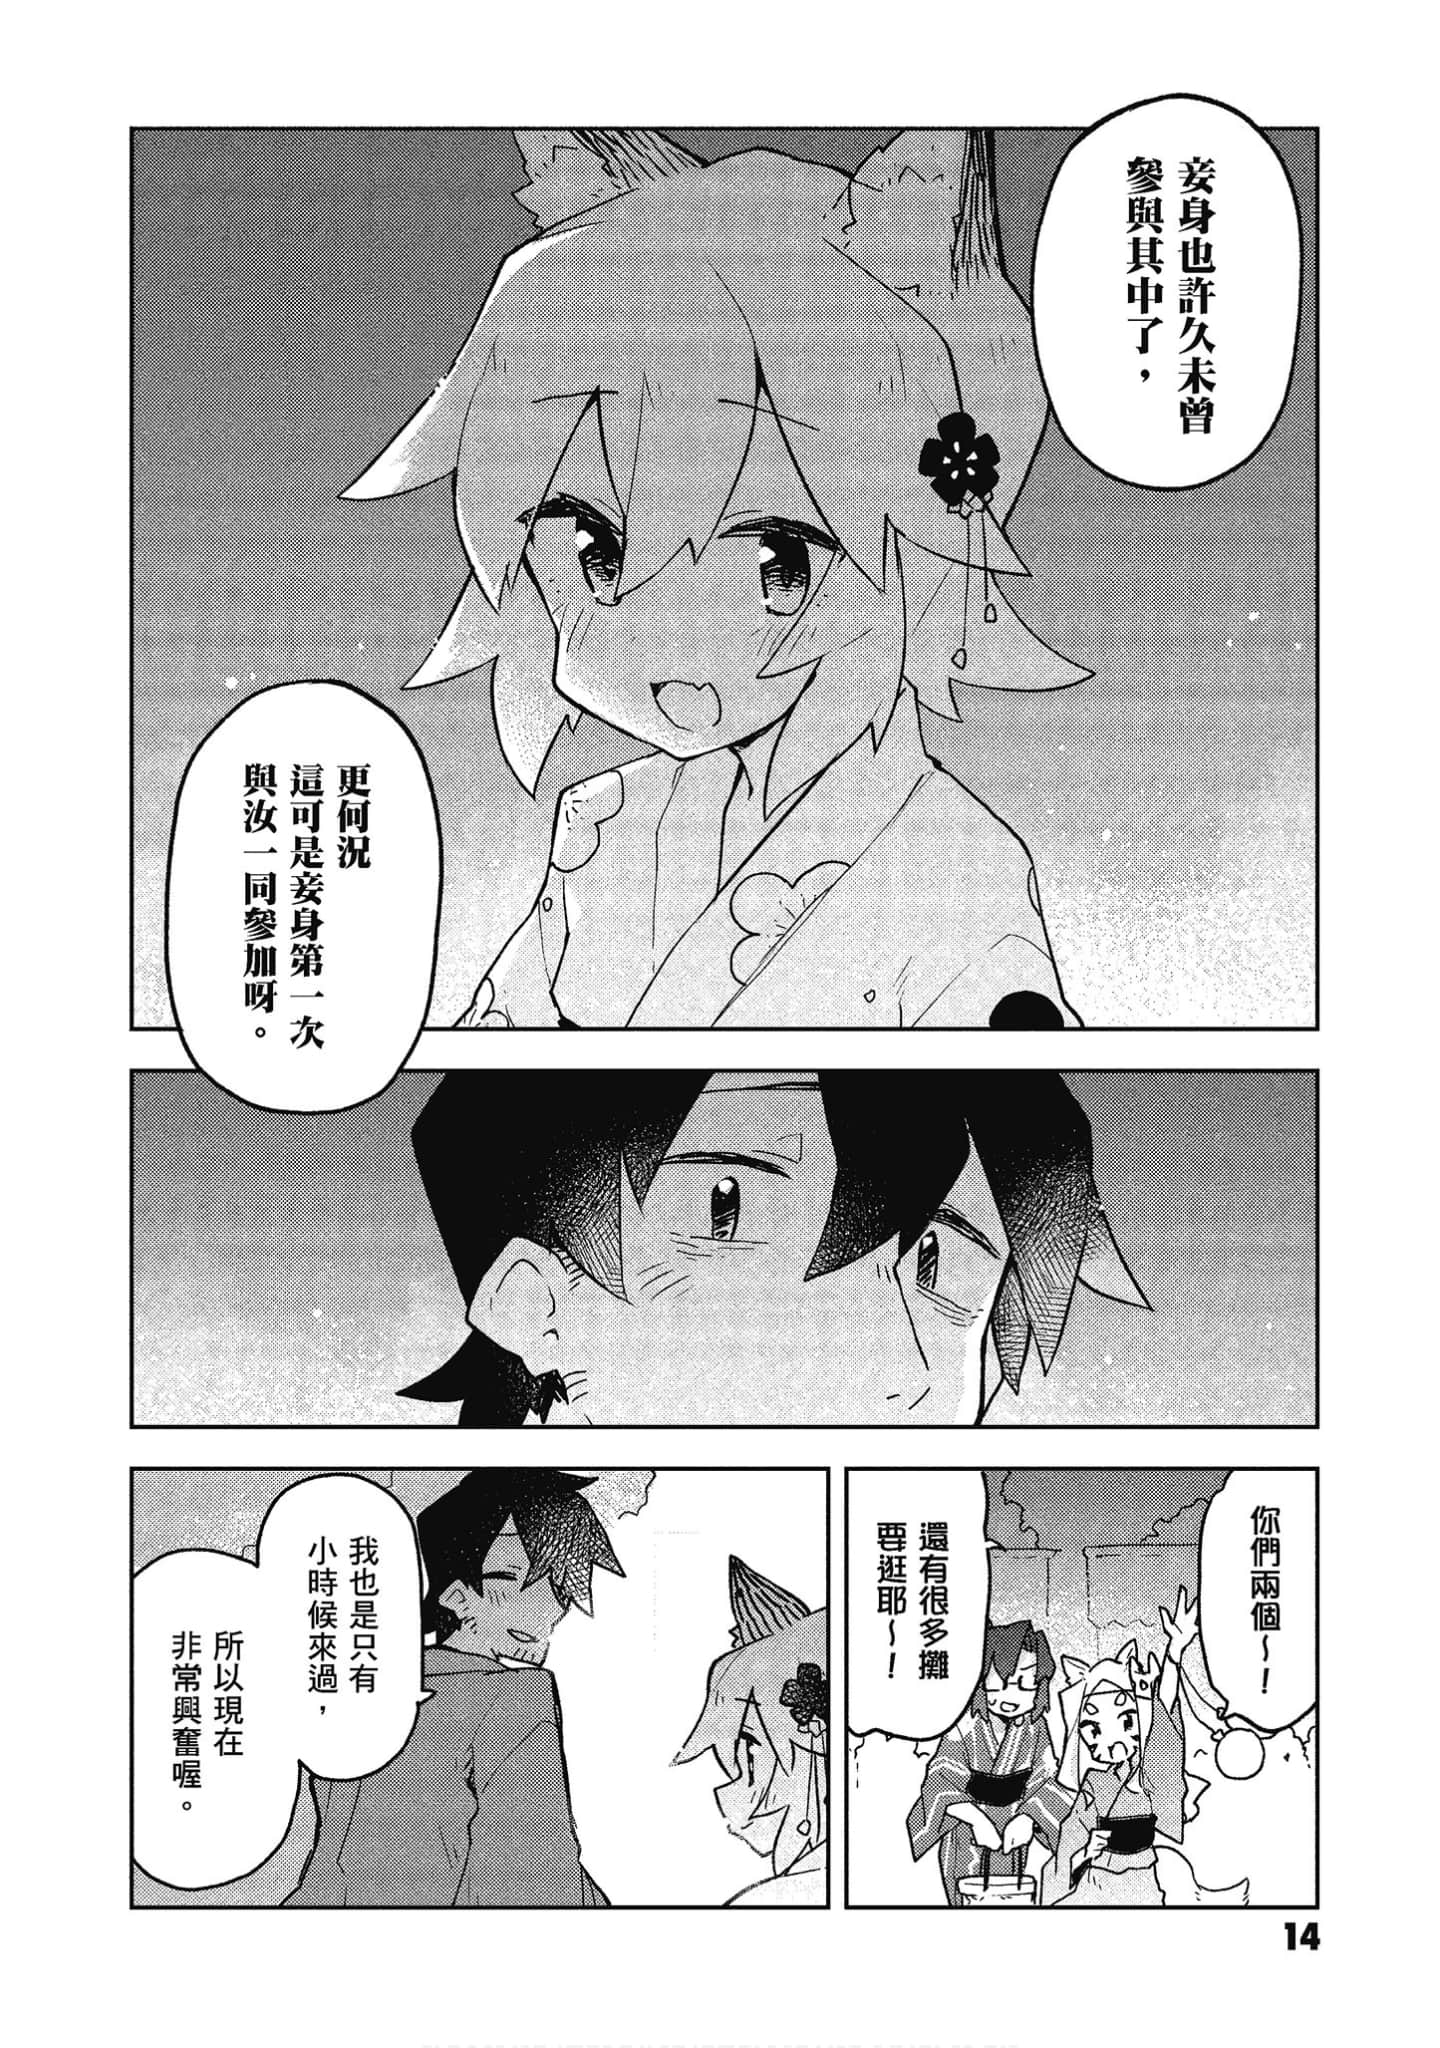 妾身也許久未曾
參與其中了，
更何況
這可是妾身第一次
與汝一同參加呀。
你們兩個～！
還有很多攤
要逛耶～！
我也是只有
小時候來過，
所以現在
非常興奮喔。
14